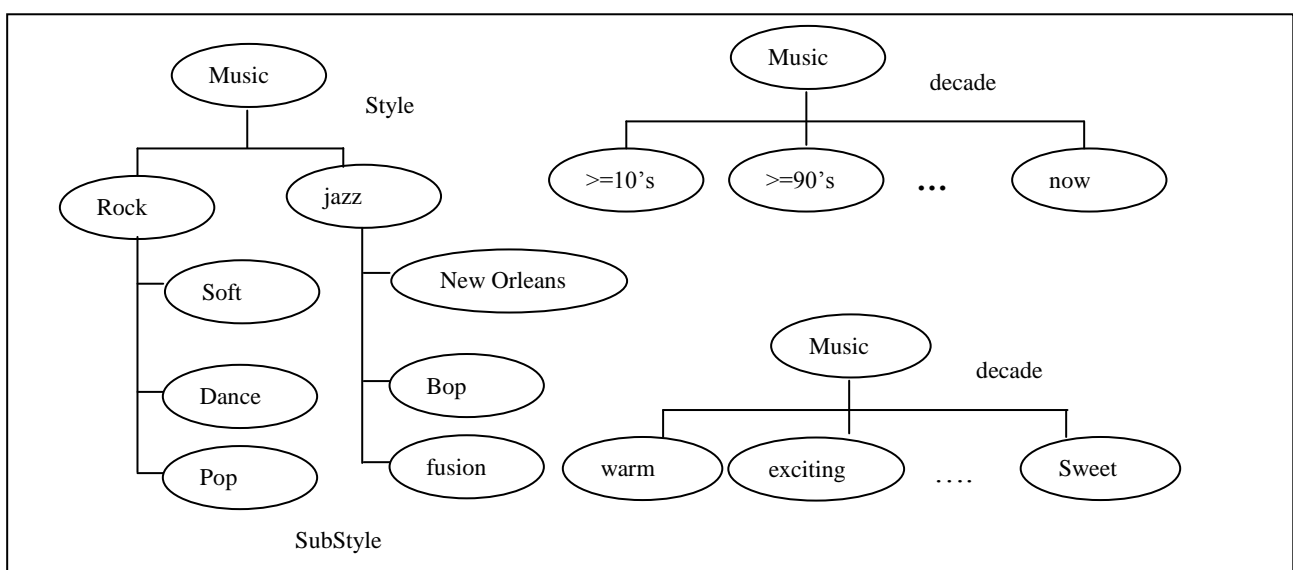 Music
Style
Rock
jazz
Soft
New Orleans
Dance
Bop
Pop
fusion
SubStyle
Music
decade
>=10’s
>=90’s
...
now
Music
decade
warm
exciting
....
Sweet